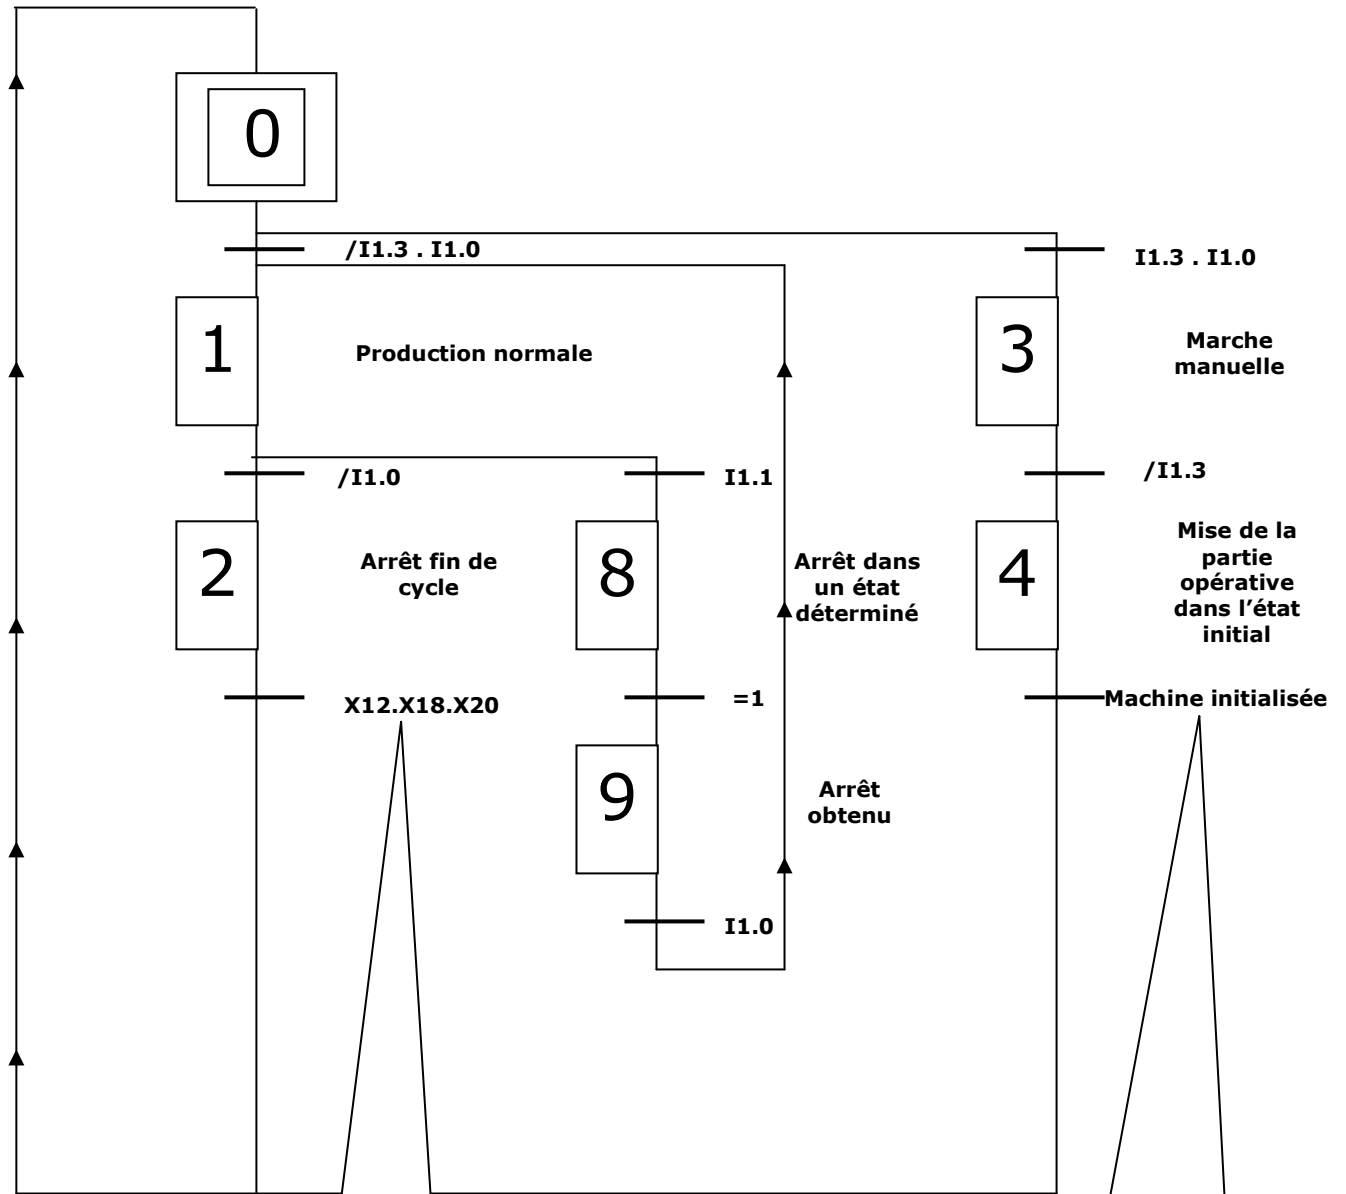 0
/I1.3 . I1.0
I1.3 . I1.0
1
Production normale
3
Marche
manuelle
/I1.0
I1.1
/I1.3
2
Arrêt fin de
cycle
8
Arrêt dans
un état
déterminé
4
Mise de la
partie
opérative
dans l’état
initial
X12.X18.X20
=1
Machine initialisée
9
Arrêt
obtenu
I1.0